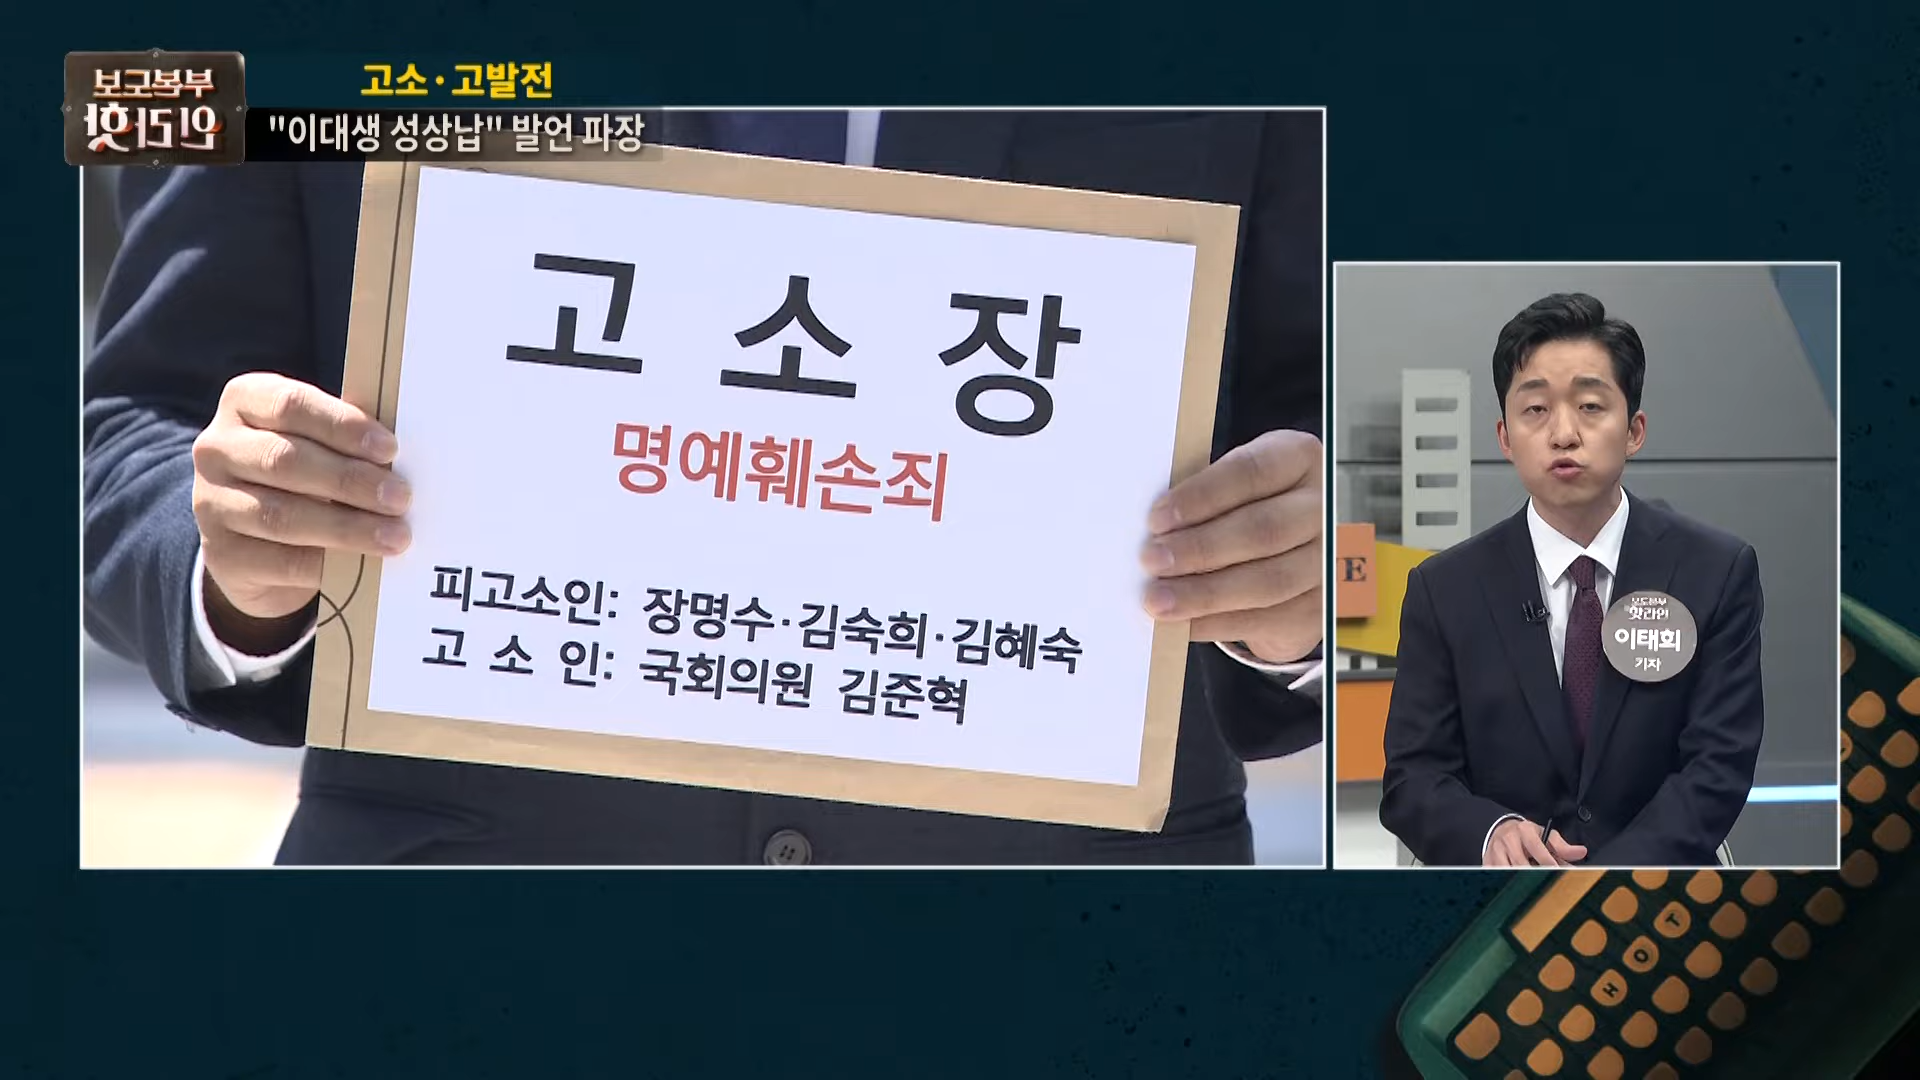 보도본부
핫라인
고소·고발전
"이대생 성상납" 발언 파장
고 소 장
명예훼손죄
피고소인: 장명수·김숙희·김혜숙
고 소 인: 국회의원 김준혁
E
보도본부
핫라인
이태희
기자
HOT